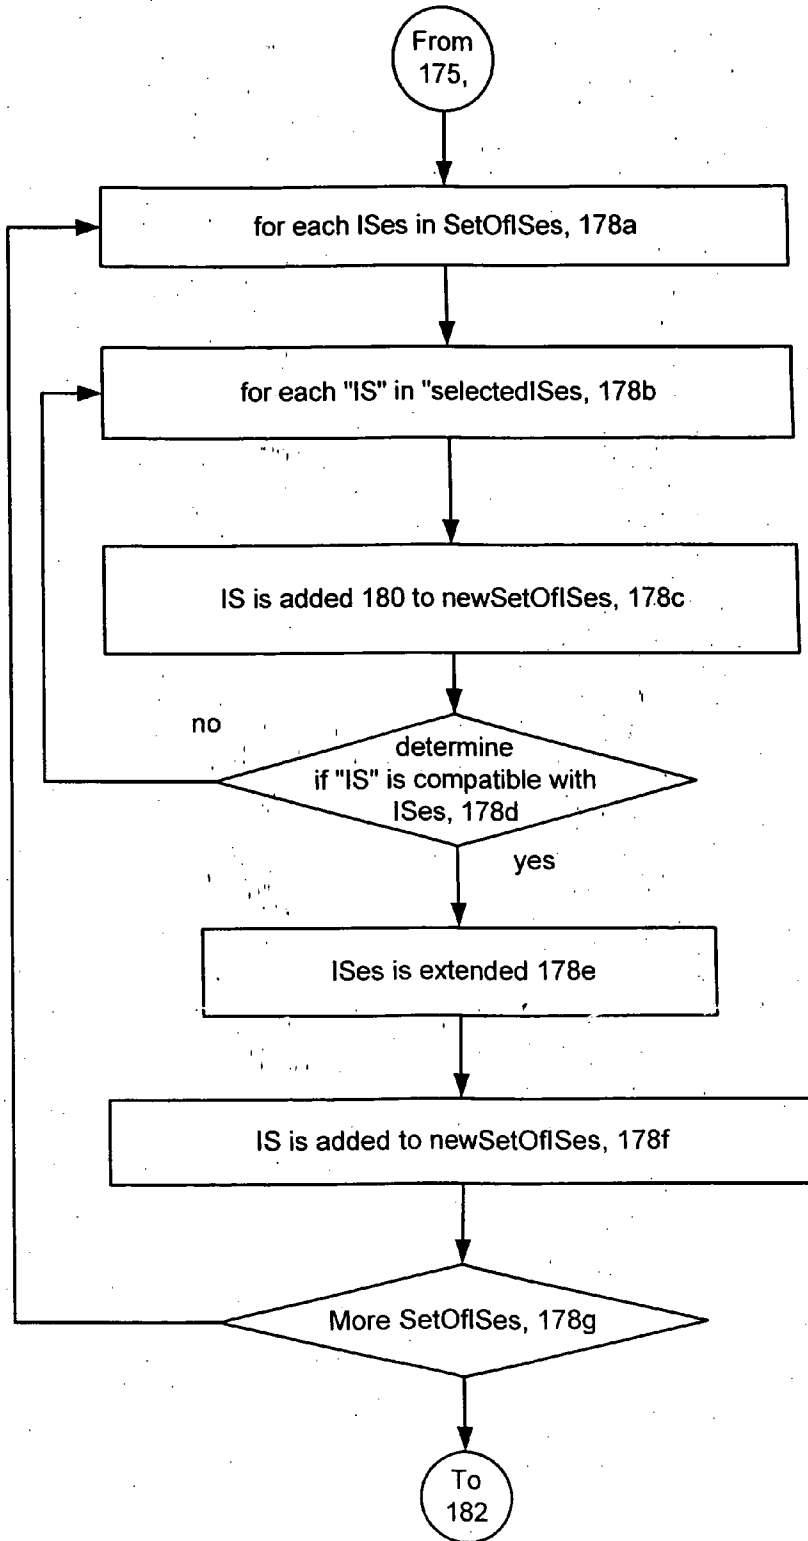 From
175,
for each ISes in SetOfISes, 178a
for each "IS" in "selectedISes, 178b
IS is added 180 to newSetOfISes, 178c
no
determine
if "IS" is compatible with
ISes, 178d
yes
ISes is extended 178e
IS is added to newSetOfISes, 178f
More SetOfISes, 178g
To
182